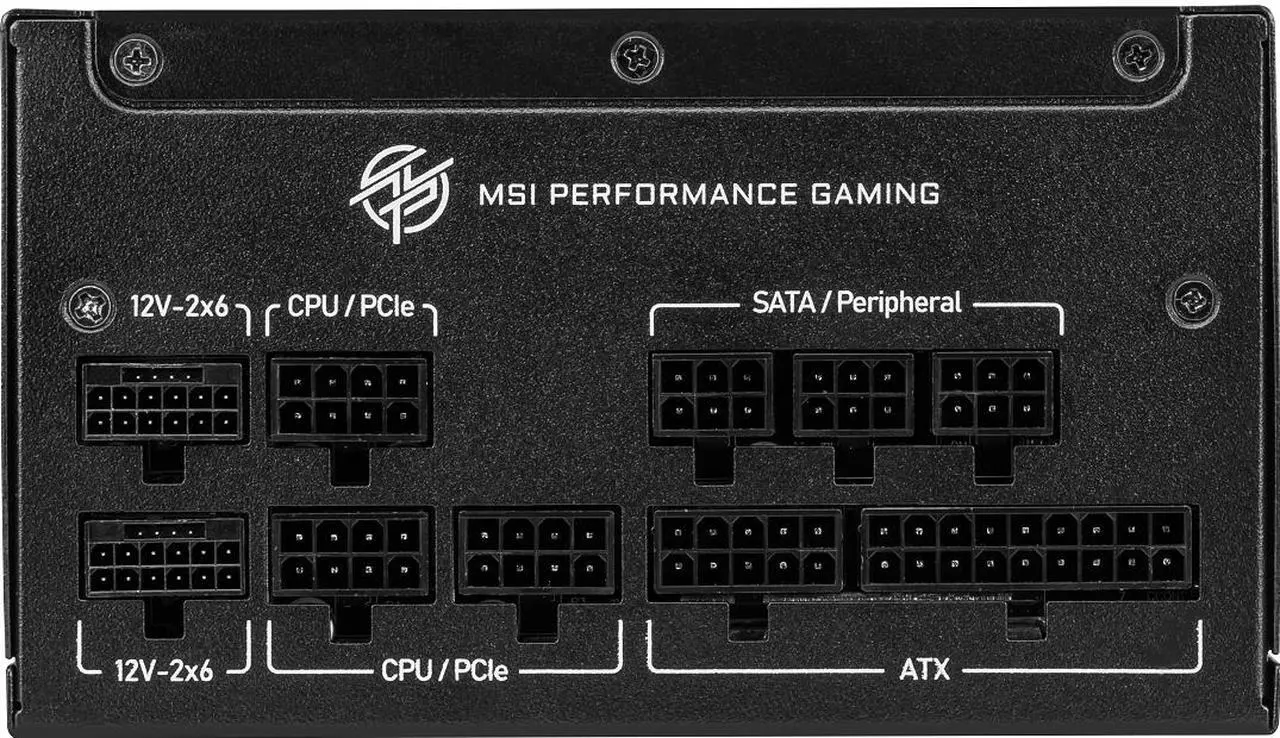 MSI PERFORMANCE GAMING
12V-2x6
CPU / PCIe
SATA / Peripheral
12V-2x6
CPU / PCIe
ATX